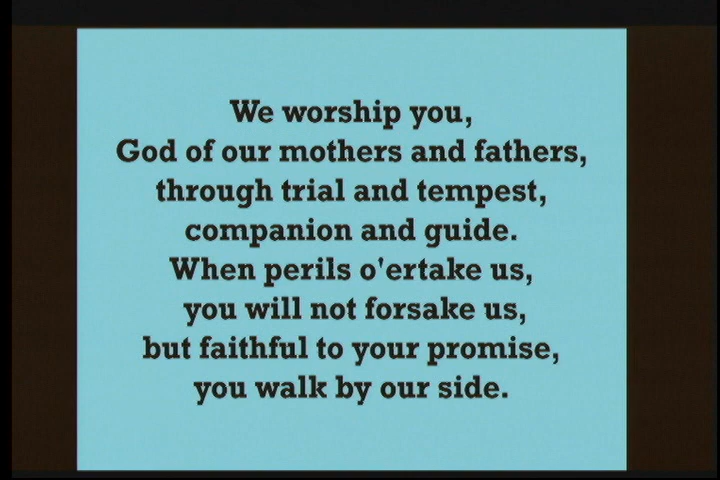 We worship you,
God of our mothers and fathers,
through trial and tempest,
companion and guide.
When perils o'ertake us,
you will not forsake us,
but faithful to your promise,
you walk by our side.